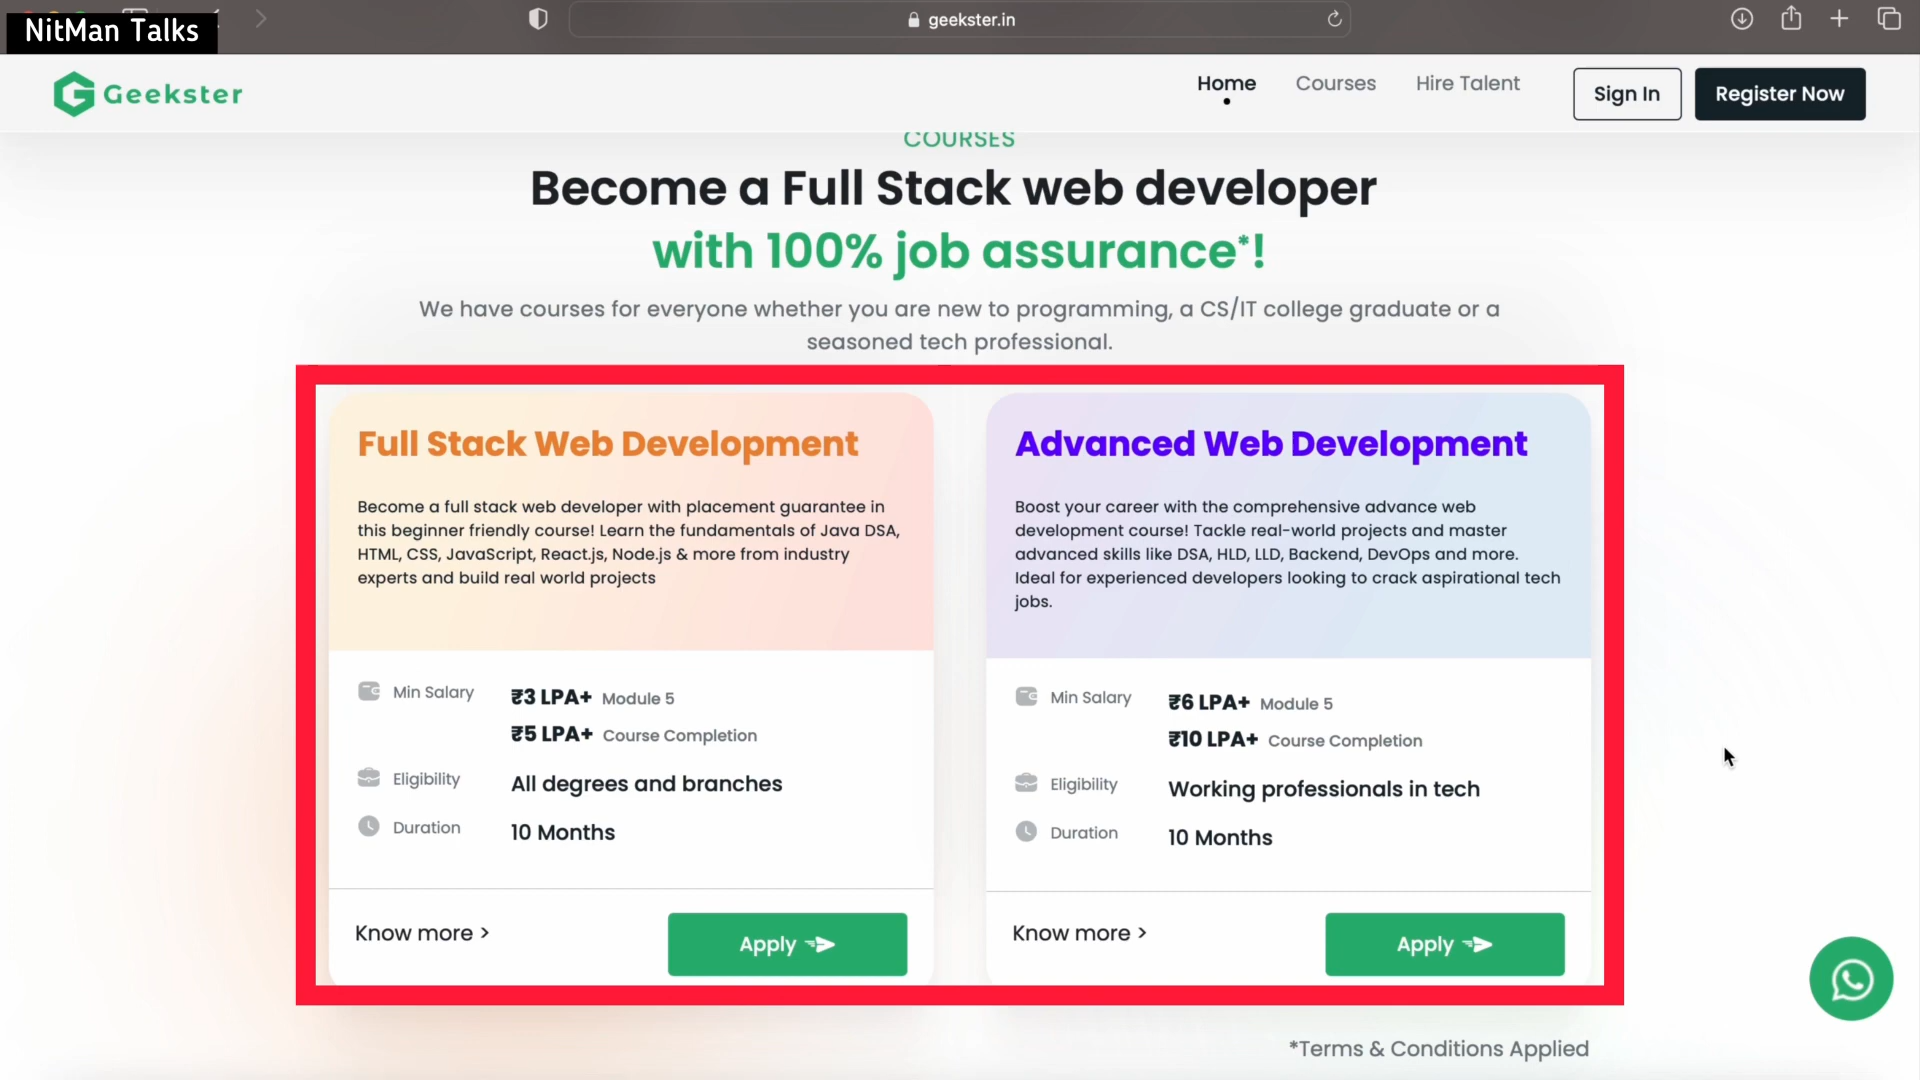 NitMan Talks
geekster.in
Geekster
Home
Courses
Hire Talent
Sign In
Register Now
COURSES
Become a Full Stack web developer
with 100% job assurance*!
We have courses for everyone whether you are new to programming, a CS/IT college graduate or a
seasoned tech professional.
Full Stack Web Development
Become a full stack web developer with placement guarantee in
this beginner friendly course! Learn the fundamentals of Java DSA,
HTML, CSS, JavaScript, React.js, Node.js & more from industry
experts and build real world projects
Min Salary
₹3 LPA+ Module 5
₹5 LPA+ Course Completion
Eligibility
All degrees and branches
Duration
10 Months
Know more >
Apply
Advanced Web Development
Boost your career with the comprehensive advance web
development course! Tackle real-world projects and master
advanced skills like DSA, HLD, LLD, Backend, DevOps and more.
Ideal for experienced developers looking to crack aspirational tech
jobs.
Min Salary
₹6 LPA+ Module 5
₹10 LPA+ Course Completion
Eligibility
Working professionals in tech
Duration
10 Months
Know more >
Apply
*Terms & Conditions Applied